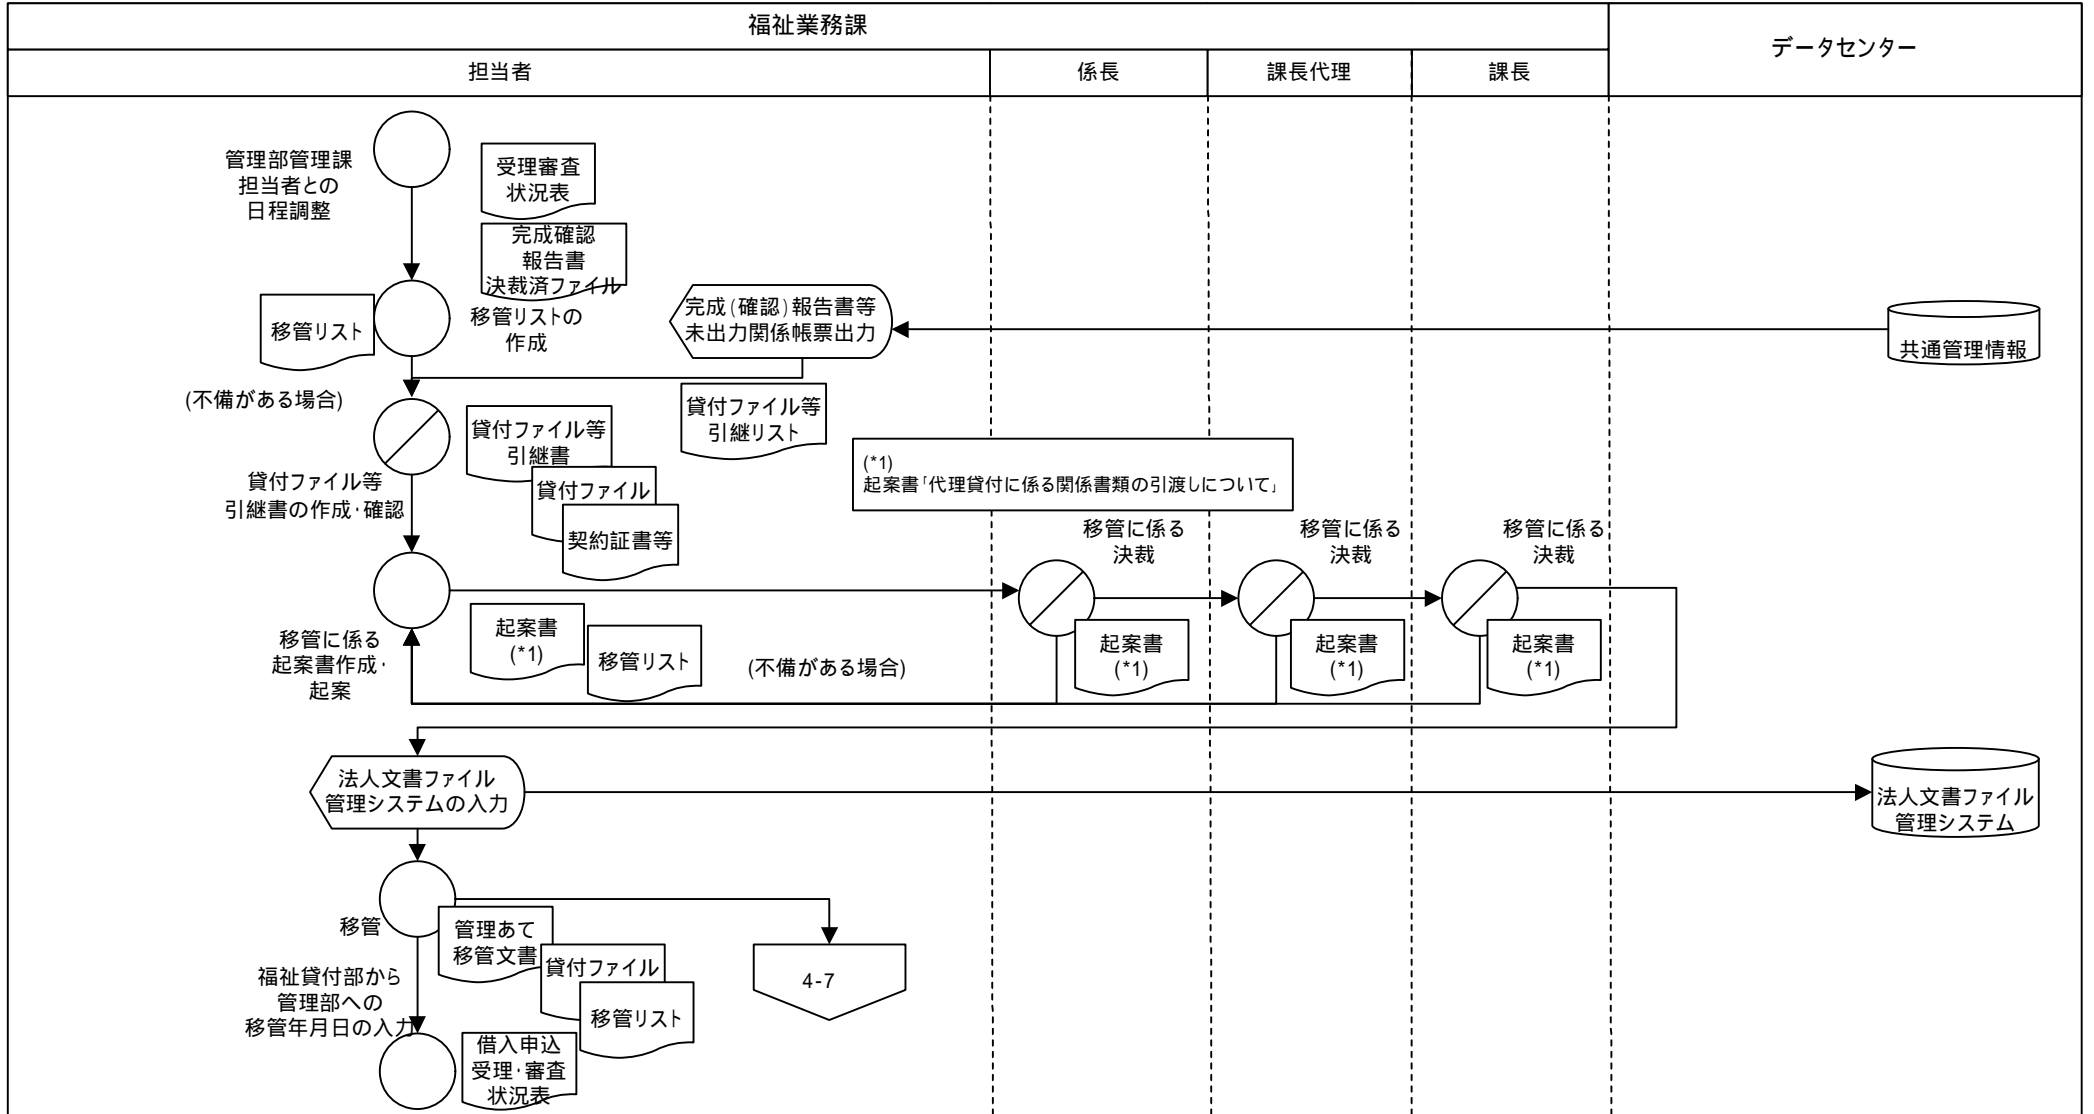 福祉業務課
データセンター
担当者
係長
課長代理
課長
管理部管理課
担当者との
日程調整
受理審査
状況表
完成確認
報告書
決裁済ファイル
移管リスト
移管リストの
作成
完成(確認)報告書等
未出力関係帳票出力
共通管理情報
(不備がある場合)
貸付ファイル等
引継リスト
貸付ファイル等
引継書
貸付ファイル
契約証書等
貸付ファイル等
引継書の作成・確認
(*1)
起案書「代理貸付に係る関係書類の引渡しについて」
移管に係る
決裁
移管に係る
決裁
移管に係る
決裁
移管に係る
起案書作成・
起案
起案書
(*1)
移管リスト
(不備がある場合)
起案書
(*1)
起案書
(*1)
起案書
(*1)
法人文書ファイル
管理システムの入力
法人文書ファイル
管理システム
移管
管理あて
移管文書
貸付ファイル
移管リスト
4-7
福祉貸付部から
管理部への
移管年月日の入力
借入申込
受理・審査
状況表